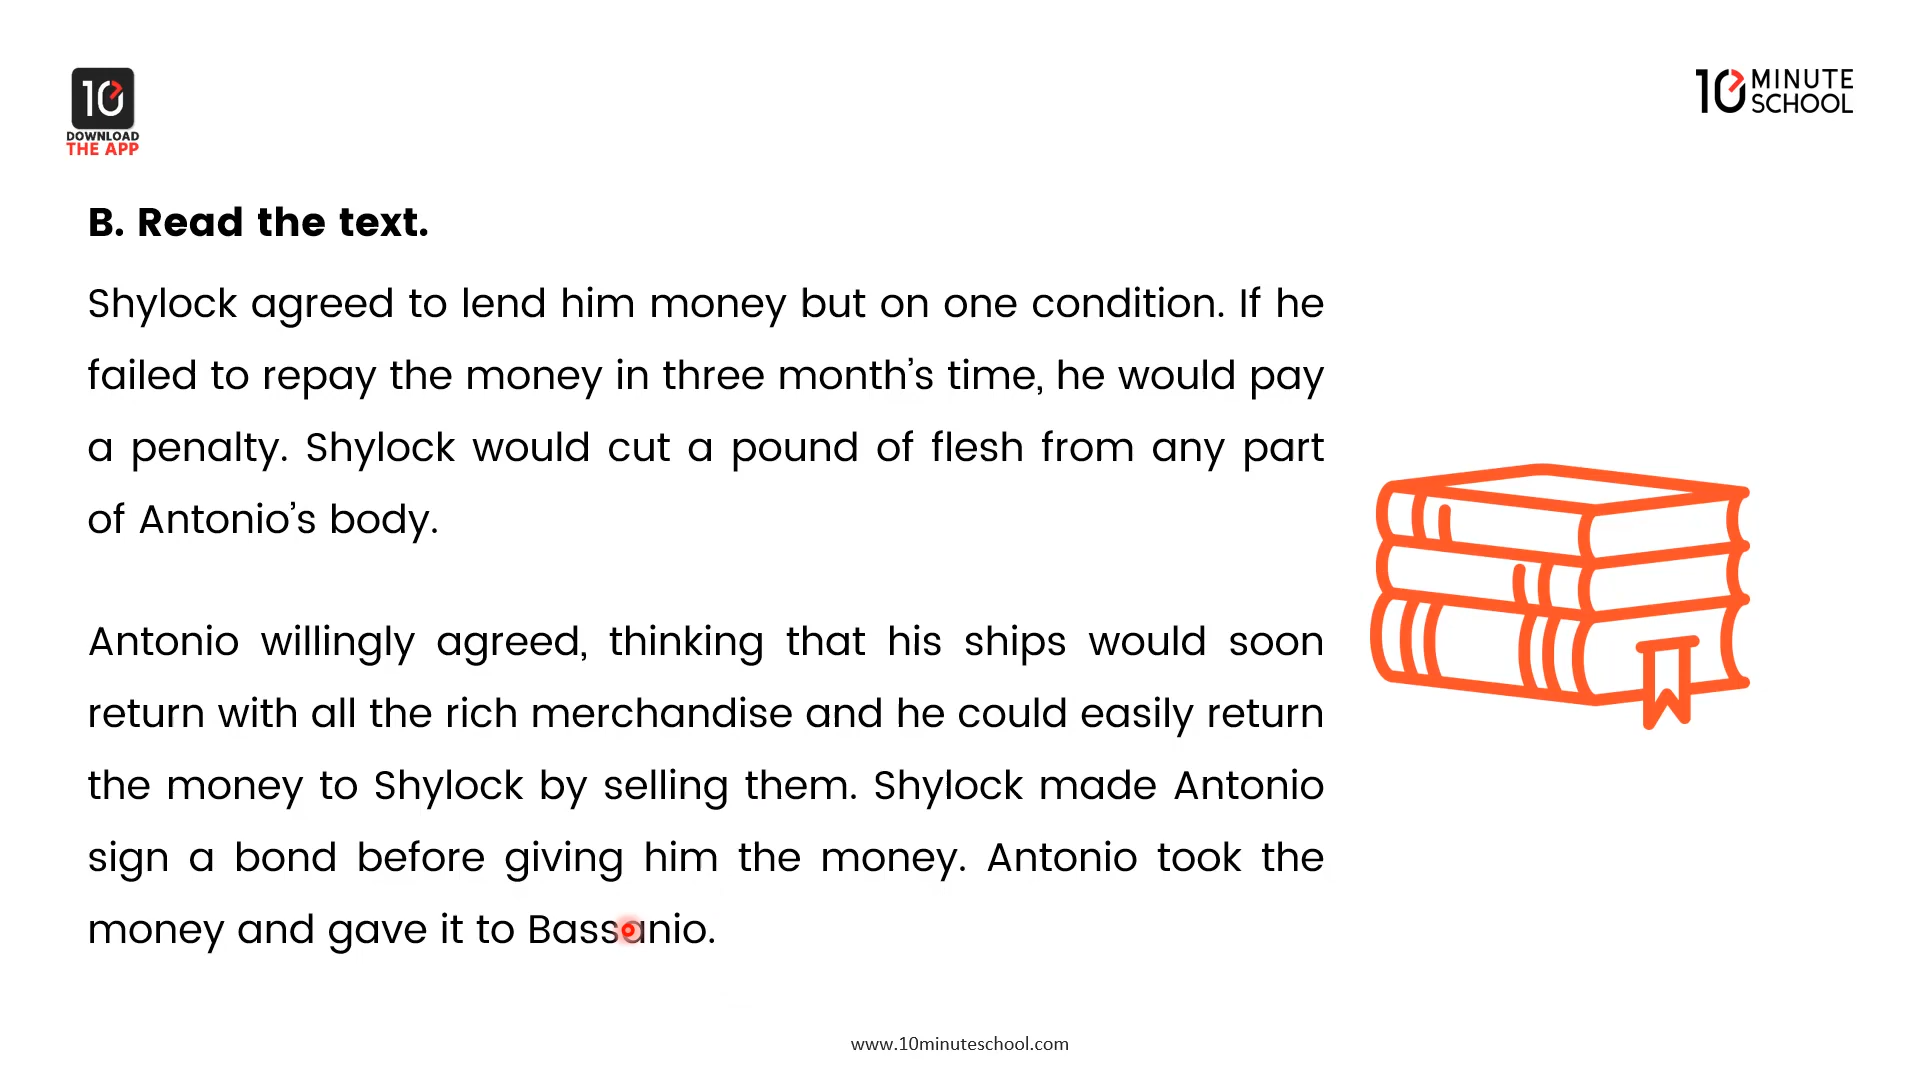 10
DOWNLOAD
THE APP
10 MINUTE
SCHOOL
B. Read the text.
Shylock agreed to lend him money but on one condition. If he
failed to repay the money in three month’s time, he would pay
a penalty. Shylock would cut a pound of flesh from any part
of Antonio’s body.
Antonio willingly agreed, thinking that his ships would soon
return with all the rich merchandise and he could easily return
the money to Shylock by selling them. Shylock made Antonio
sign a bond before giving him the money. Antonio took the
money and gave it to Bassanio.
www.10minuteschool.com